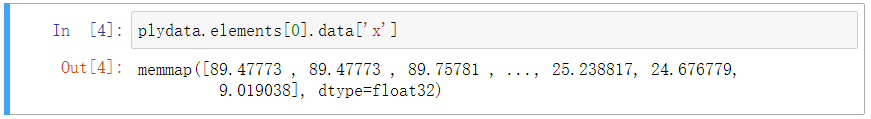 In [4]: plydata.elements[0].data['x']
Out[4]: memmap([89.47773 , 89.47773 , 89.75781 , ..., 25.238817, 24.676779,
9.019038], dtype=float32)